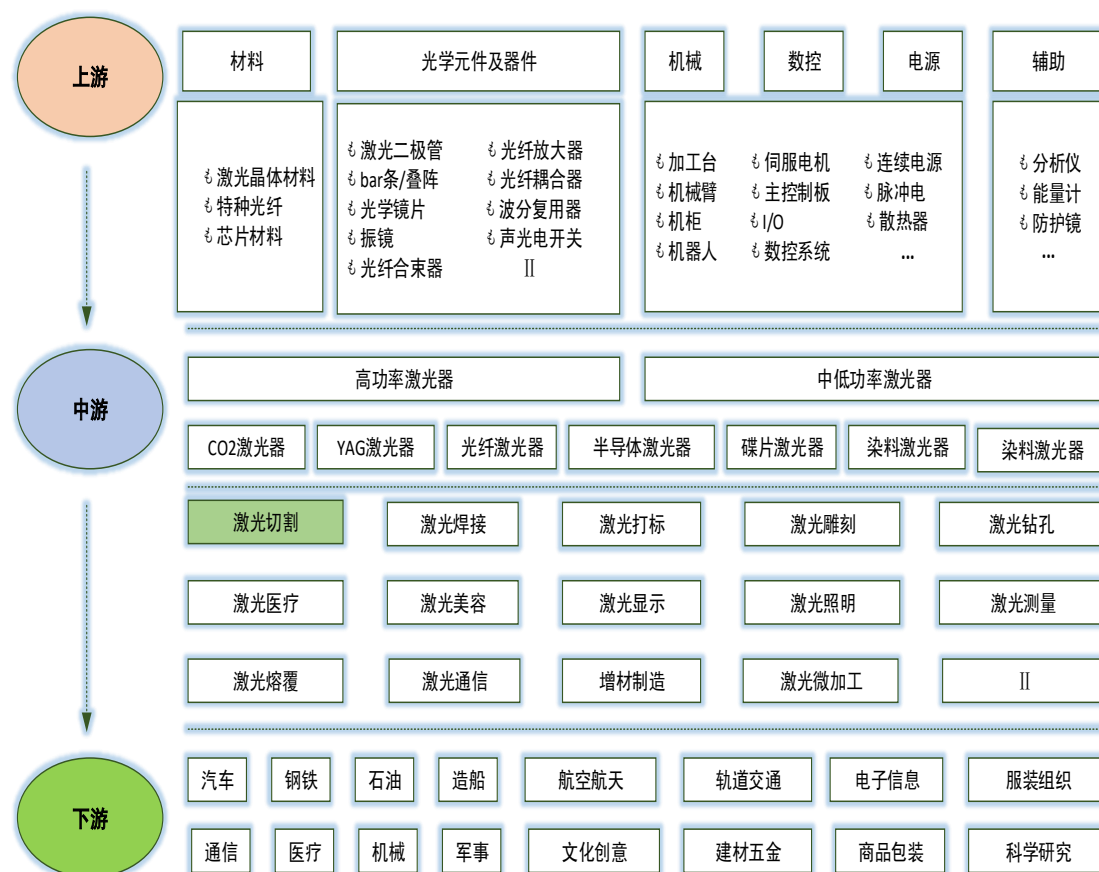 上游
材料
光学元件及器件
机械
数控
电源
辅助
激光晶体材料
特种光纤
芯片材料
激光二极管
bar条/叠阵
光学镜片
振镜
光纤合束器
光纤放大器
光纤耦合器
波分复用器
声光电开关
II
加工台
机械臂
机柜
机器人
伺服电机
主控制板
I/O
数控系统
连续电源
脉冲电
散热器
...
分析仪
能量计
防护镜
...
中游
高功率激光器
中低功率激光器
CO2激光器
YAG激光器
光纤激光器
半导体激光器
碟片激光器
染料激光器
染料激光器
激光切割
激光焊接
激光打标
激光雕刻
激光钻孔
激光医疗
激光美容
激光显示
激光照明
激光测量
激光熔覆
激光通信
增材制造
激光微加工
II
下游
汽车
钢铁
石油
造船
航空航天
轨道交通
电子信息
服装组织
通信
医疗
机械
军事
文化创意
建材五金
商品包装
科学研究